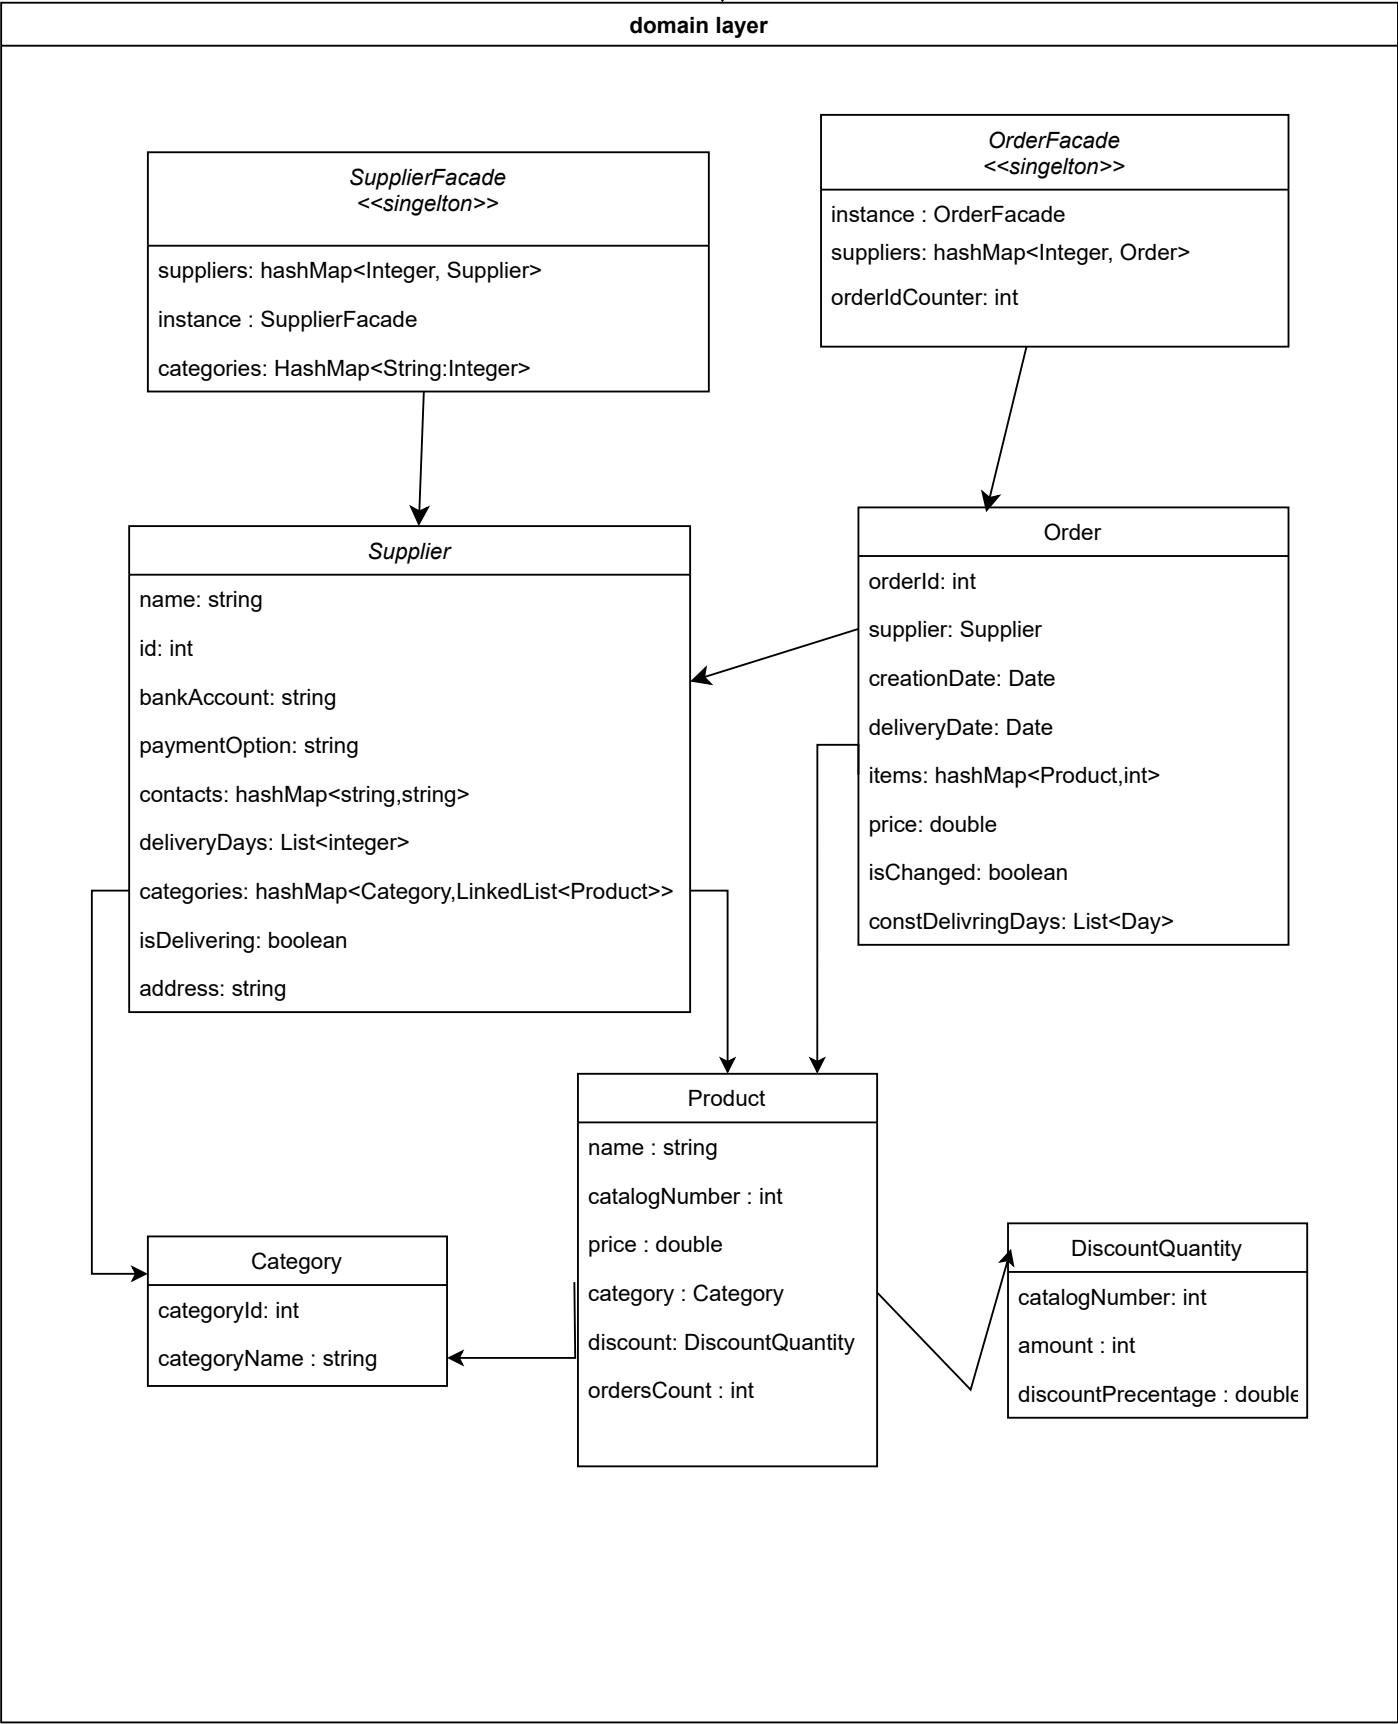 domain layer
SupplierFacade
<<singelton>>
suppliers: hashMap<Integer, Supplier>
instance : SupplierFacade
categories: HashMap<String:Integer>
OrderFacade
<<singelton>>
instance : OrderFacade
suppliers: hashMap<Integer, Order>
orderIdCounter: int
Supplier
name: string
id: int
bankAccount: string
paymentOption: string
contacts: hashMap<string,string>
deliveryDays: List<integer>
categories: hashMap<Category,LinkedList<Product>>
isDelivering: boolean
address: string
Order
orderId: int
supplier: Supplier
creationDate: Date
deliveryDate: Date
items: hashMap<Product,int>
price: double
isChanged: boolean
constDelivringDays: List<Day>
Product
name : string
catalogNumber : int
price : double
category : Category
discount: DiscountQuantity
ordersCount : int
Category
categoryId: int
categoryName : string
DiscountQuantity
catalogNumber: int
amount : int
discountPrecentage : double